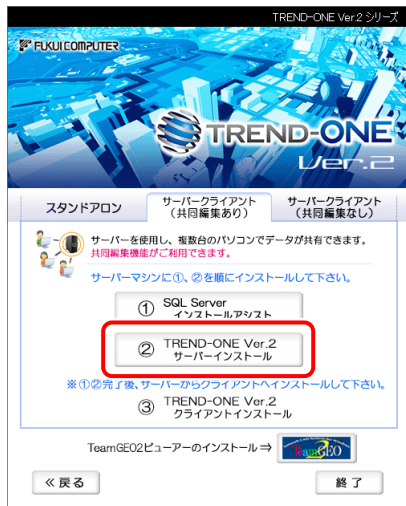 TREND-ONE Ver.2 シリーズ
FUKUI COMPUTER
TREND-ONE
Ver.2
スタンドアロン
サーバークライアント
（共同編集あり）
サーバークライアント
（共同編集なし）
サーバーを使用し、複数台のパソコンでデータが共有できます。
共同編集機能がご利用できます。
サーバーマシンに①、②を順にインストールして下さい。
① SQL Server
インストールアシスト
② TREND-ONE Ver.2
サーバーインストール
※①②完了後、サーバーからクライアントへインストールして下さい。
③ TREND-ONE Ver.2
クライアントインストール
TeamGEO2ビューアーのインストール⇒
TeamGEO
2
≪戻る
終了